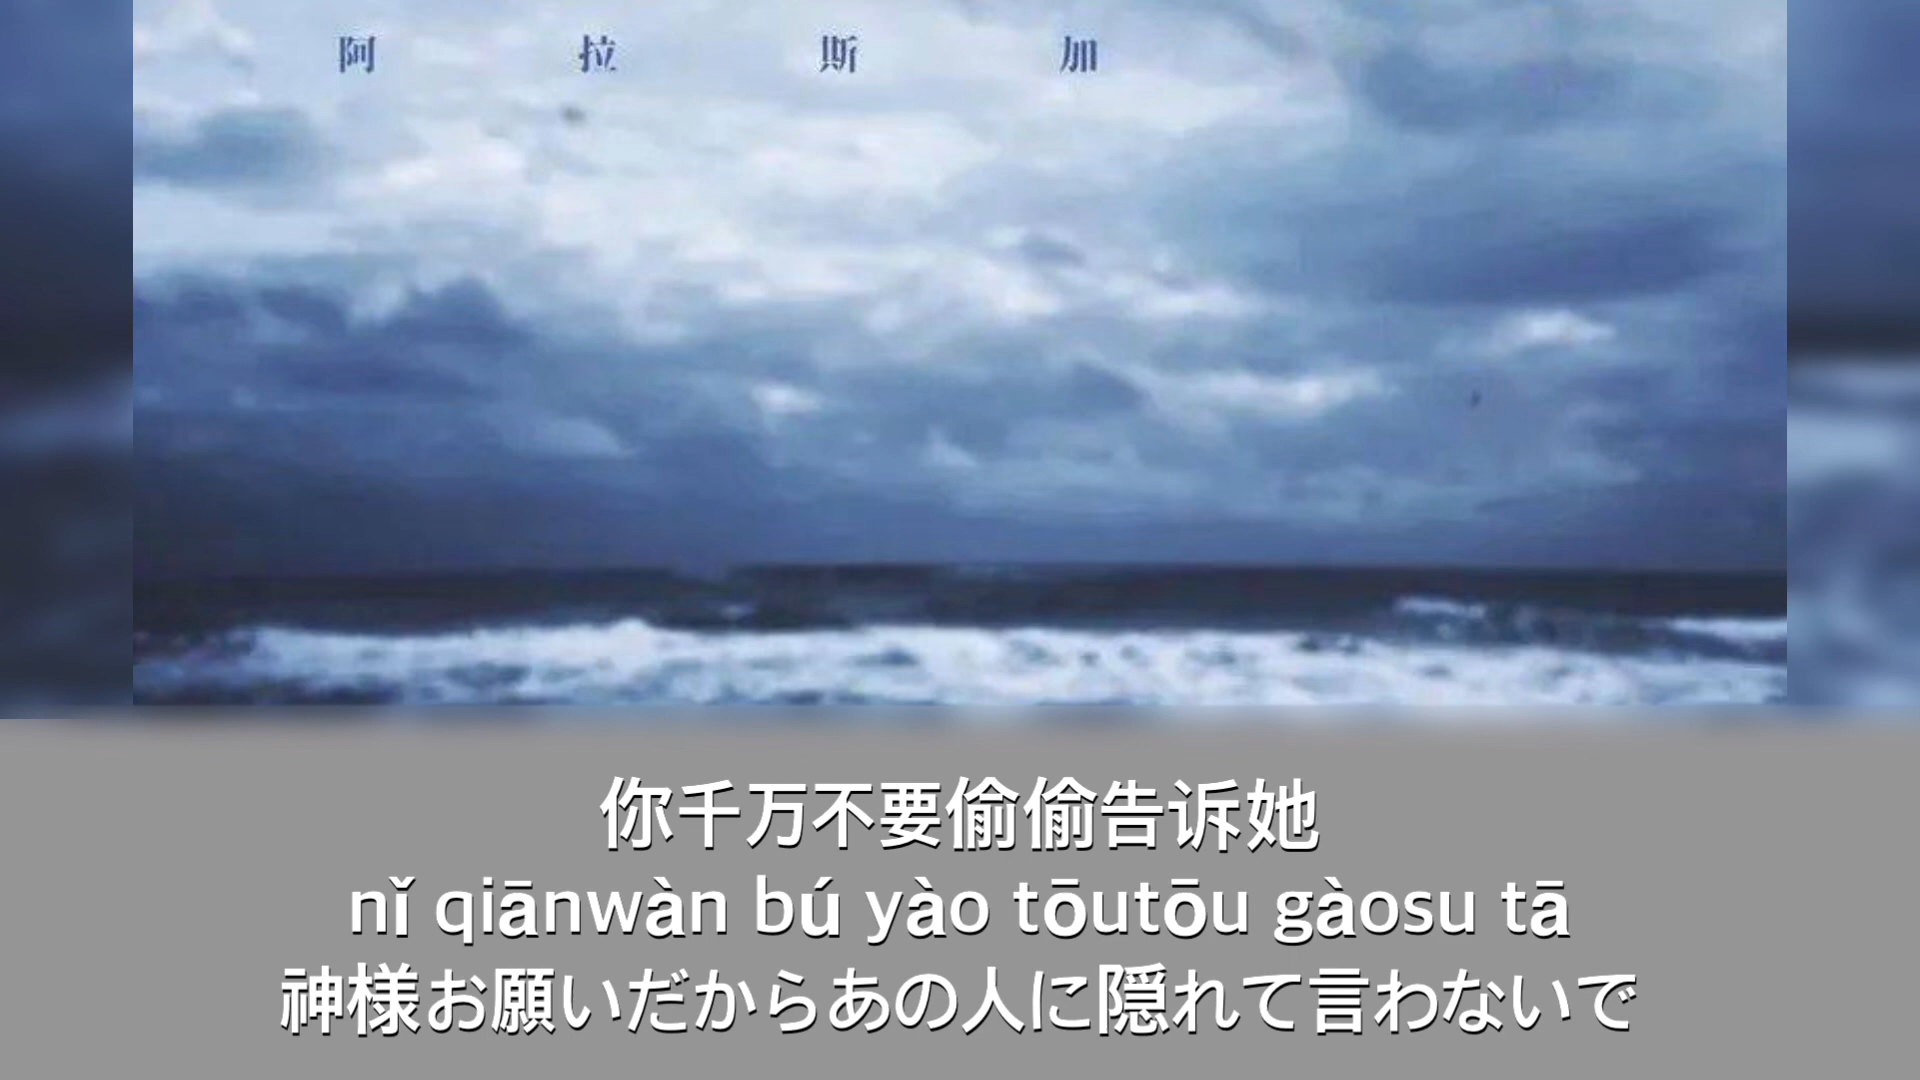 阿拉斯加
你千万不要偷偷告诉她
nǐ qiānwàn bú yào tōutōu gàosu tā
神様お願いだからあの人に隠れて言わないで